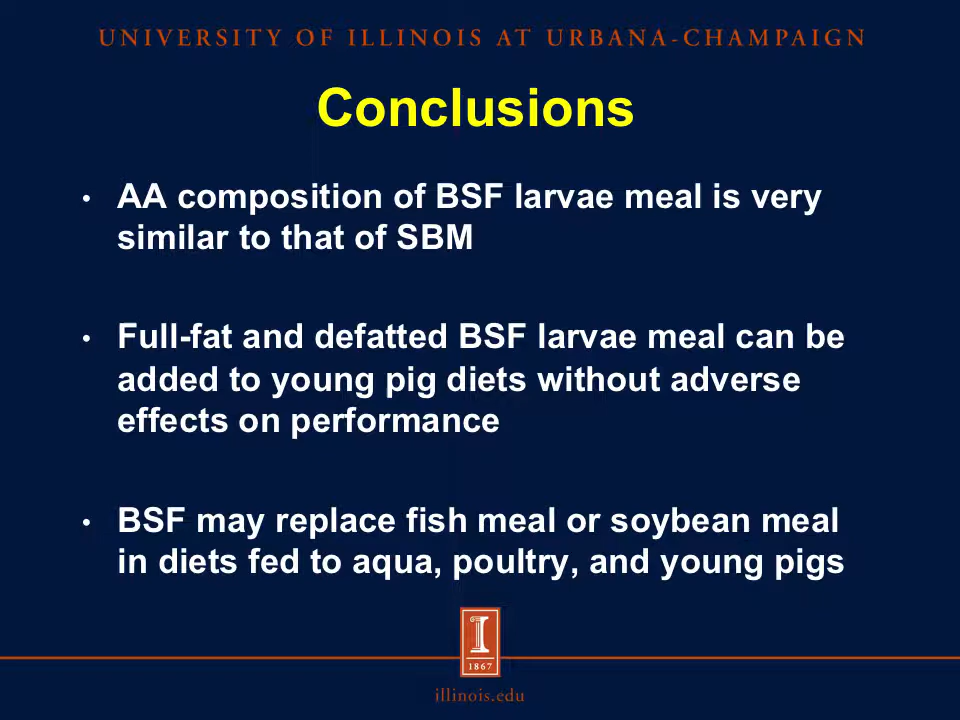 UNIVERSITY OF ILLINOIS AT URBANA-CHAMPAIGN
Conclusions
• AA composition of BSF larvae meal is very
similar to that of SBM
• Full-fat and defatted BSF larvae meal can be
added to young pig diets without adverse
effects on performance
• BSF may replace fish meal or soybean meal
in diets fed to aqua, poultry, and young pigs
I
1867
illinois.edu